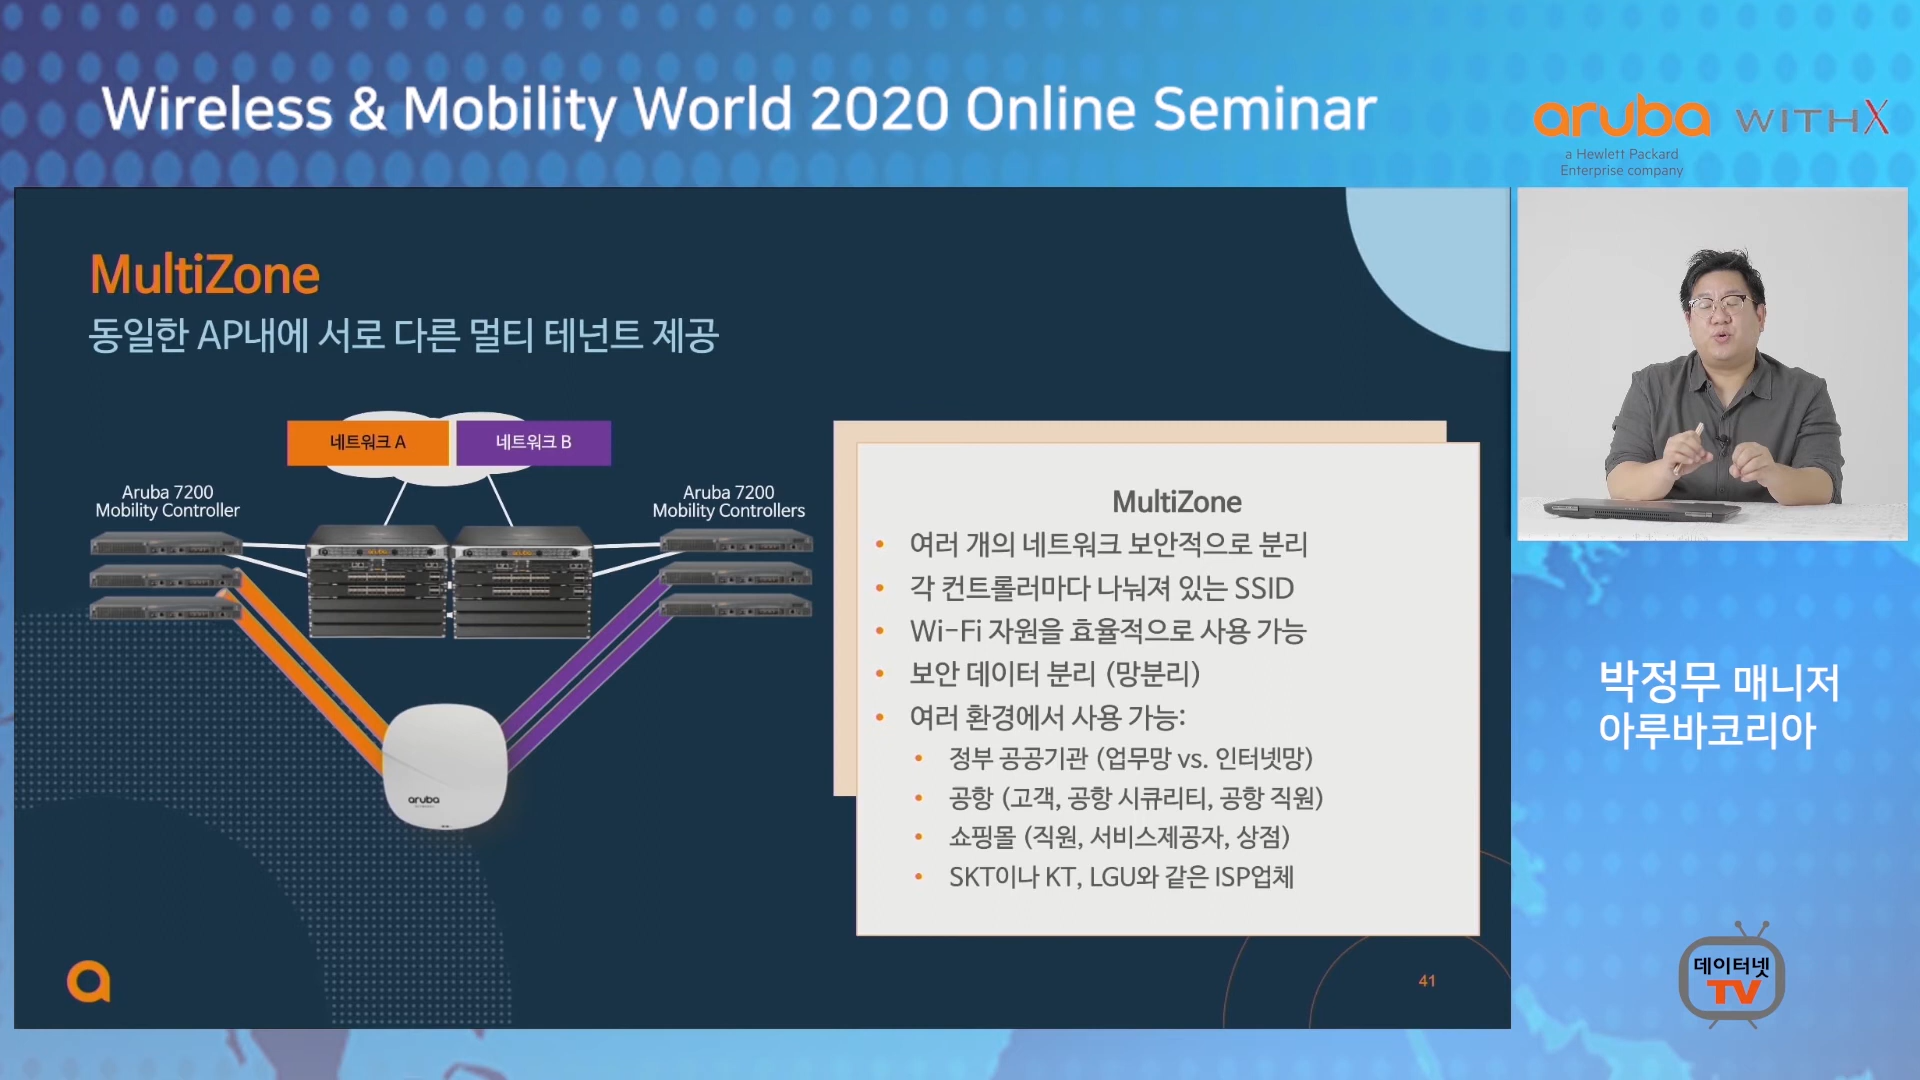 Wireless & Mobility World 2020 Online Seminar
aruba
a Hewlett Packard
Enterprise company
WITHX
MultiZone
동일한 AP내에 서로 다른 멀티 테넌트 제공
네트워크 A
네트워크 B
Aruba 7200
Mobility Controller
Aruba 7200
Mobility Controllers
aruba
aruba
aruba
MultiZone
• 여러 개의 네트워크 보안적으로 분리
• 각 컨트롤러마다 나눠져 있는 SSID
• Wi-Fi 자원을 효율적으로 사용 가능
• 보안 데이터 분리 (망분리)
• 여러 환경에서 사용 가능:
• 정부 공공기관 (업무망 vs. 인터넷망)
• 공항 (고객, 공항 시큐리티, 공항 직원)
• 쇼핑몰 (직원, 서비스제공자, 상점)
• SKT이나 KT, LGU와 같은 ISP업체
41
박정무 매니저
아루바코리아
데이터넷
TV